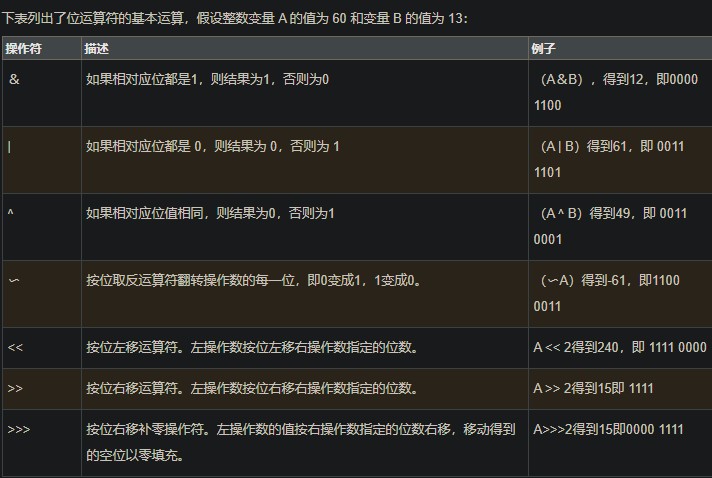 下表列出了位运算符的基本运算，假设整数变量 A 的值为 60 和变量 B 的值为 13：
操作符 描述 例子
＆ 如果相对应位都是1，则结果为1，否则为0 （A＆B），得到12，即0000
1100
| 如果相对应位都是 0，则结果为 0，否则为 1 （A | B）得到61，即 0011
1101
^ 如果相对应位值相同，则结果为0，否则为1 （A ^ B）得到49，即 0011
0001
〜 按位取反运算符翻转操作数的每一位，即0变成1，1变成0。 （〜A）得到-61，即1100
0011
<< 按位左移运算符。左操作数按位左移右操作数指定的位数。 A << 2得到240，即 1111 0000
>> 按位右移运算符。左操作数按位右移右操作数指定的位数。 A >> 2得到15即 1111
>>> 按位右移补零操作符。左操作数的值按右操作数指定的位数右移，移动得到 A>>>2得到15即0000 1111
的空位以零填充。